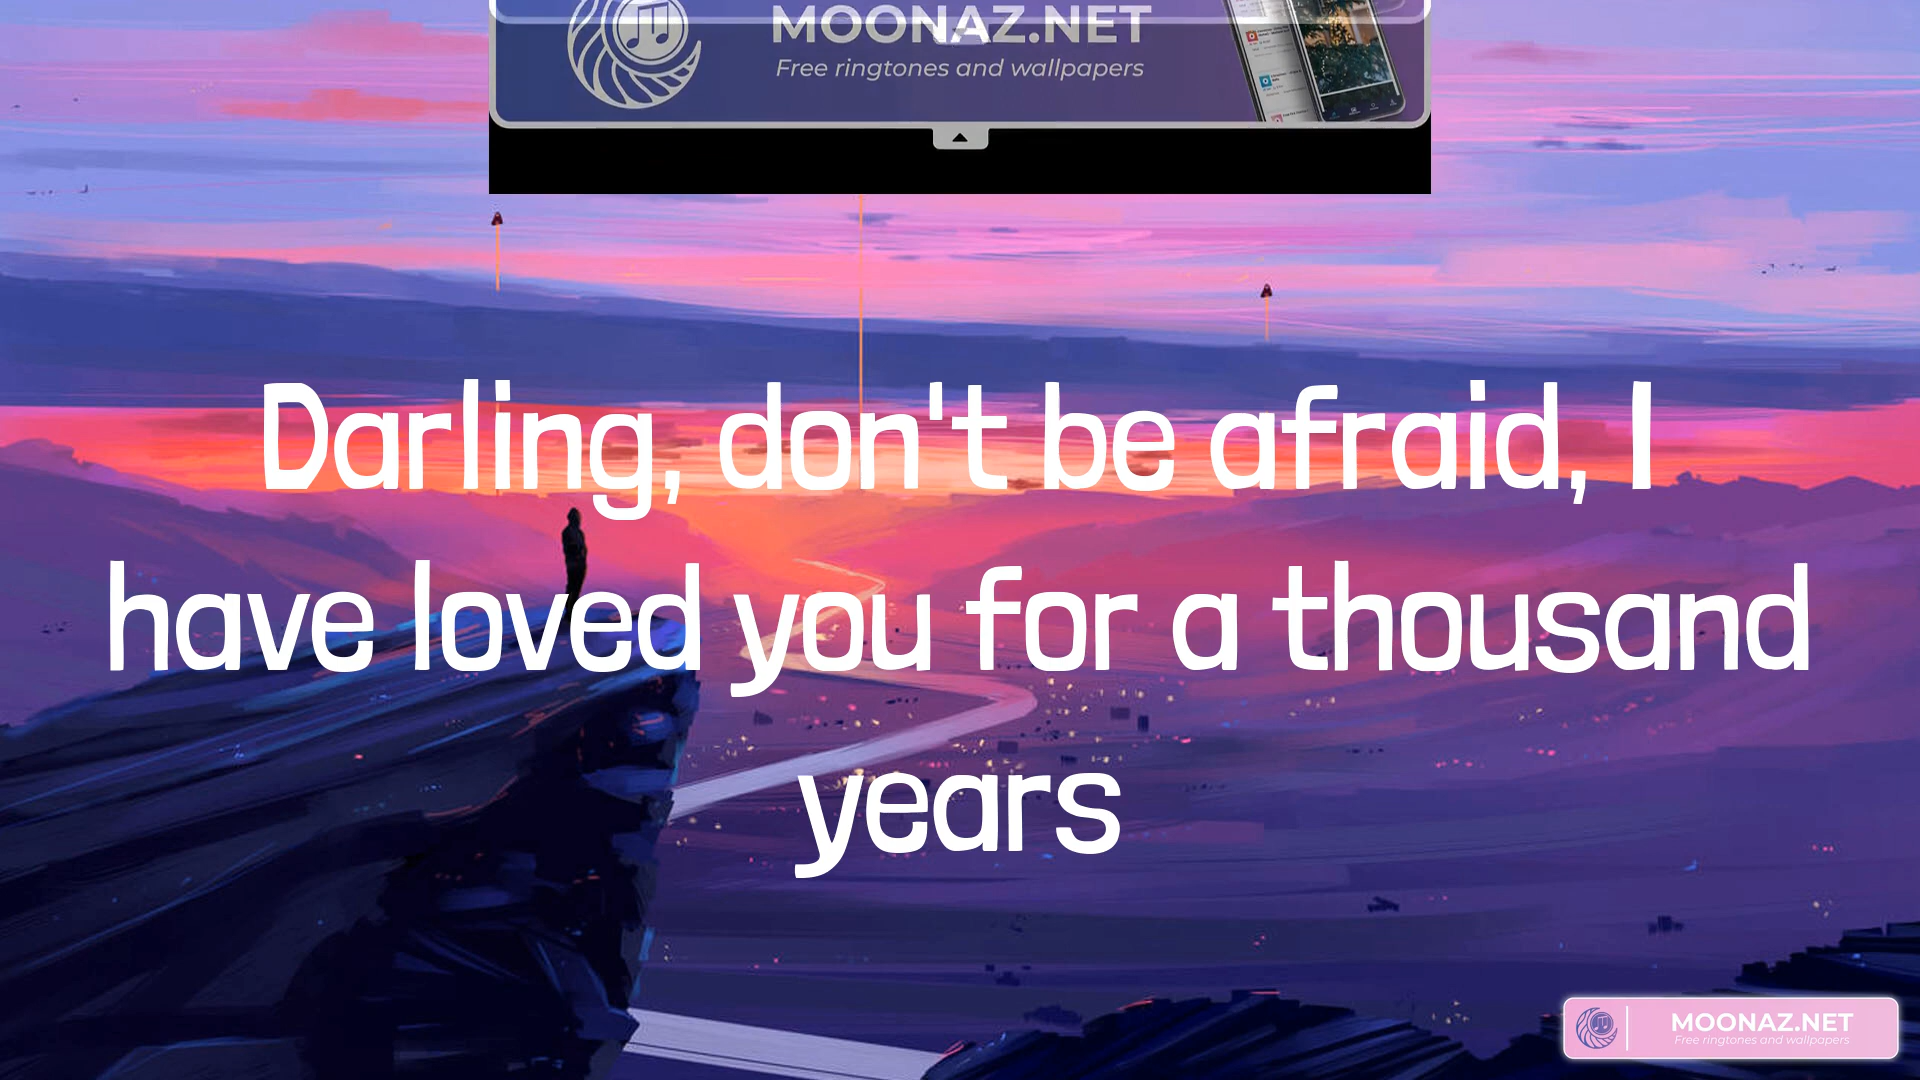 MOONAZ.NET
Free ringtones and wallpapers
Darling, don't be afraid, I
have loved you for a thousand
years
MOONAZ.NET
Free ringtones and wallpapers